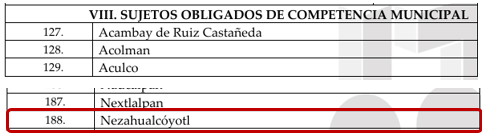 VIII. SUJETOS OBLIGADOS DE COMPETENCIA MUNICIPAL
127. Acambay de Ruiz Castañeda
128. Acolman
129. Aculco
187. Nextlalpan
188. Nezahualcóyotl